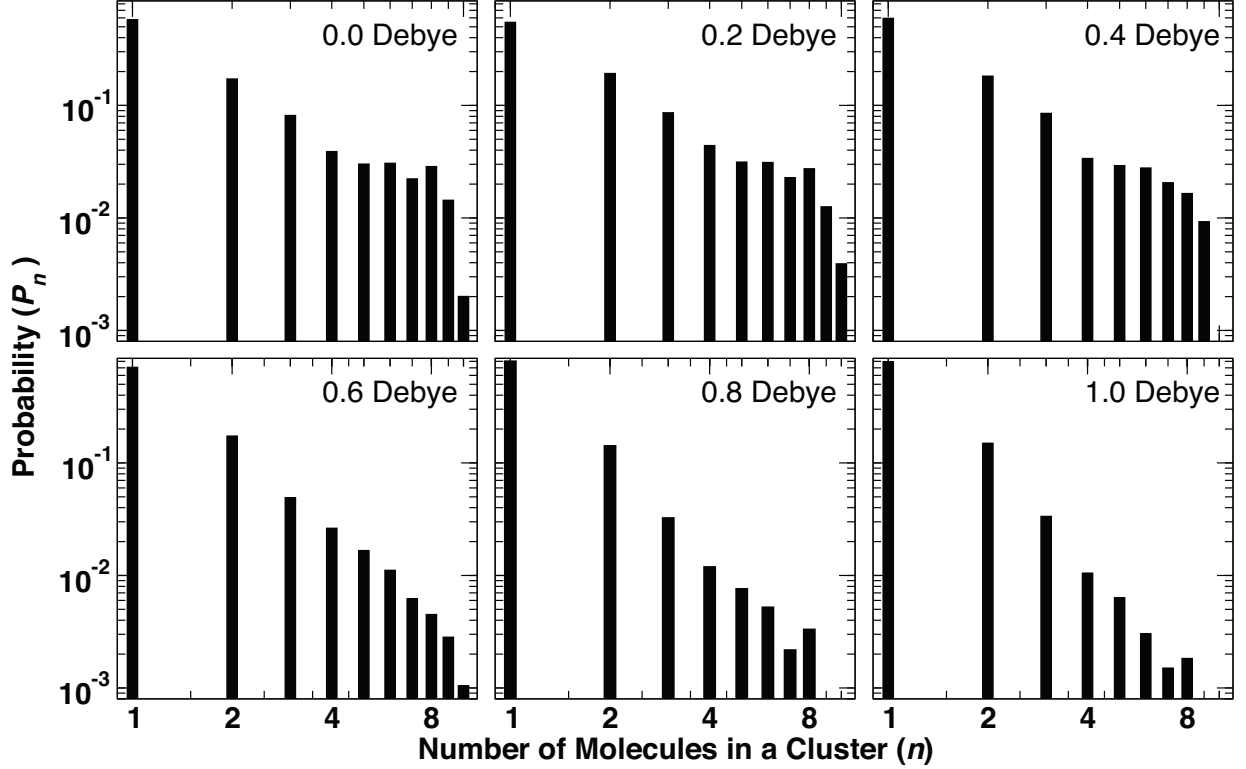 0.0 Debye
0.2 Debye
0.4 Debye
10⁻¹
10⁻²
10⁻³
0.6 Debye
0.8 Debye
1.0 Debye
10⁻¹
10⁻²
10⁻³
Probability (Pₙ)
1 2 4 8 1 2 4 8 1 2 4 8
Number of Molecules in a Cluster (n)